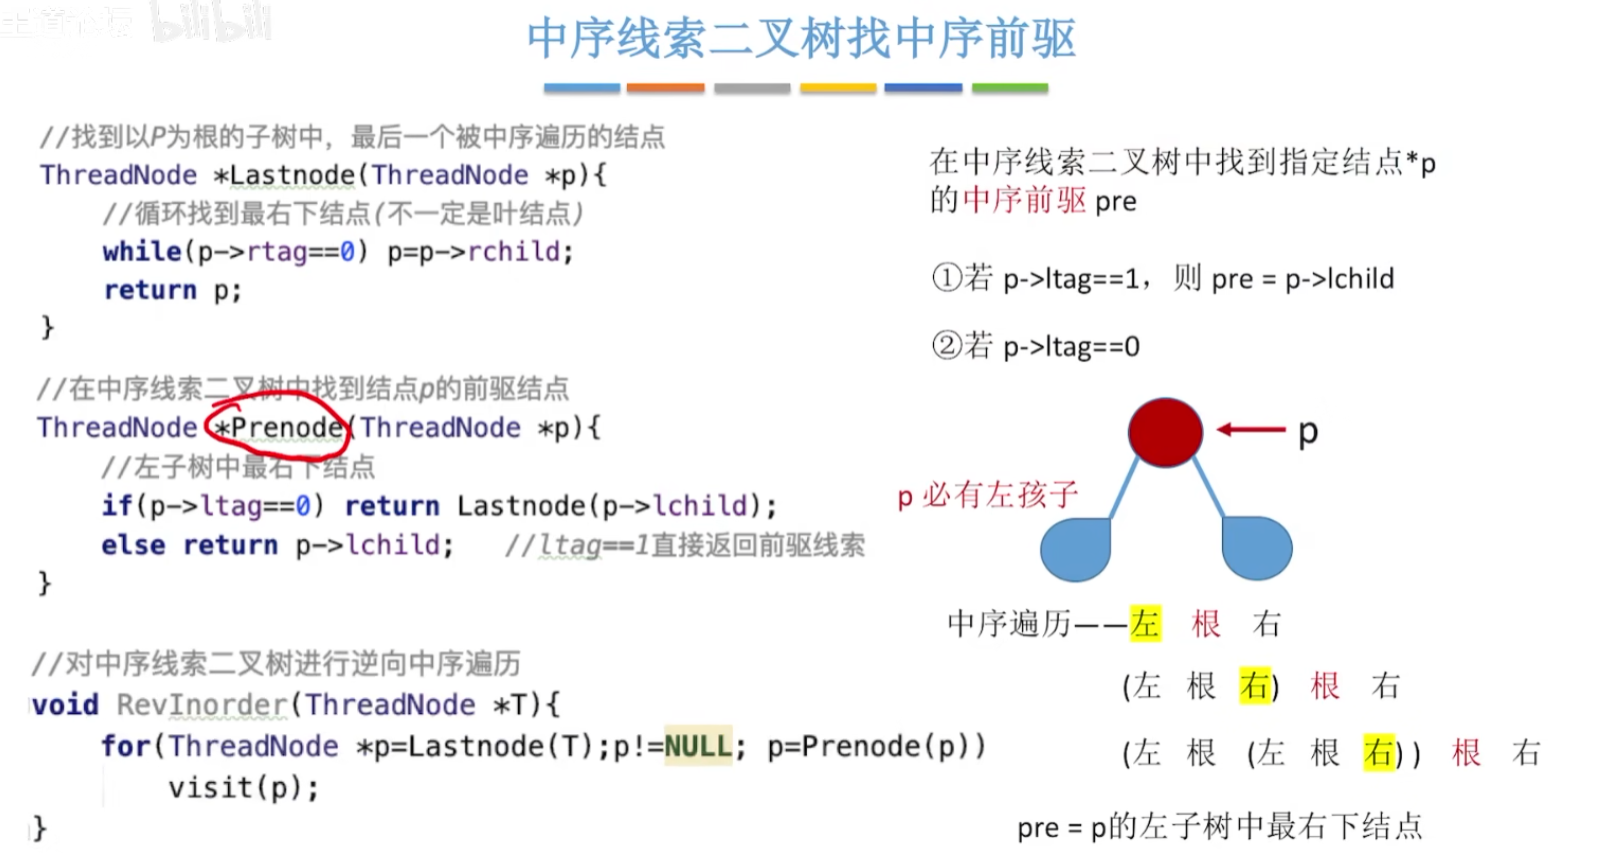 bilibili
中序线索二叉树找中序前驱
//找到以P为根的子树中，最后一个被中序遍历的结点
ThreadNode *Lastnode(ThreadNode *p){
//循环找到最右下结点(不一定是叶结点)
while(p->rtag==0) p=p->rchild;
return p;
}
//在中序线索二叉树中找到结点p的前驱结点
ThreadNode *Prenode(ThreadNode *p){
//左子树中最右下结点
if(p->ltag==0) return Lastnode(p->lchild);
else return p->lchild; //ltag==1直接返回前驱线索
}
//对中序线索二叉树进行逆向中序遍历
void RevInorder(ThreadNode *T){
for(ThreadNode *p=Lastnode(T);p!=NULL; p=Prenode(p))
visit(p);
}
在中序线索二叉树中找到指定结点*p
的中序前驱 pre
①若 p->ltag==1，则 pre = p->lchild
②若 p->ltag==0
p
p 必有左孩子
中序遍历——左 根 右
(左 根 右) 根 右
(左 根 (左 根 右)) 根 右
pre = p的左子树中最右下结点